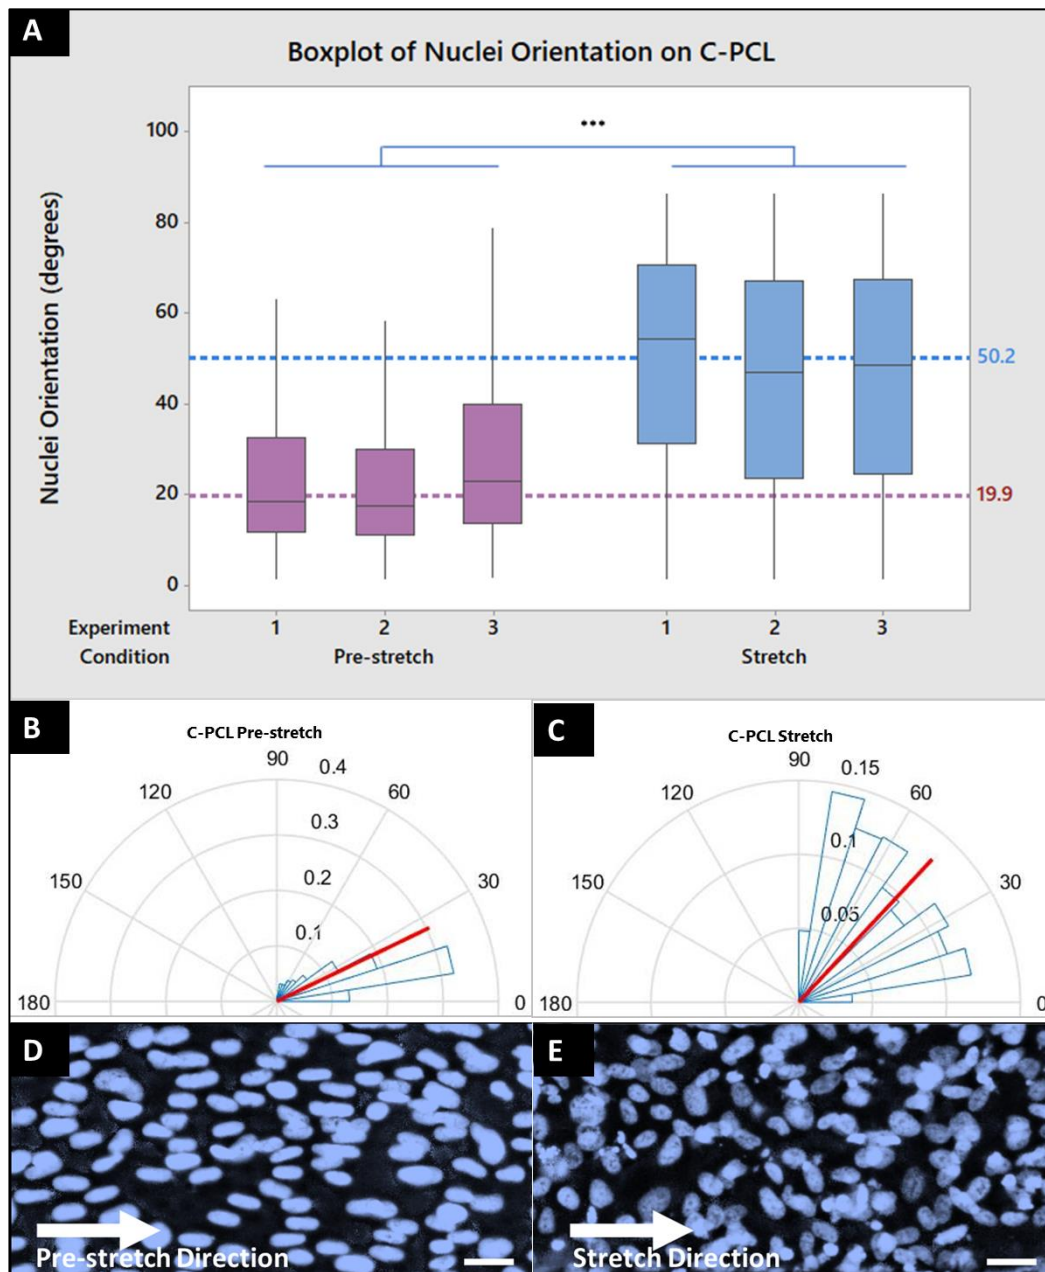 A
Boxplot of Nuclei Orientation on C-PCL
***
Nuclei Orientation (degrees)
100
80
60
40
20
0
50.2
19.9
Experiment 1 2 3 1 2 3
Condition Pre-stretch Stretch
B
C-PCL Pre-stretch
90 0.4
120 60
0.3
150 0.2 30
0.1
180 0
C
C-PCL Stretch
90 0.15
120 60
0.1
150 30
0.05
180 0
D
Pre-stretch Direction
E
Stretch Direction